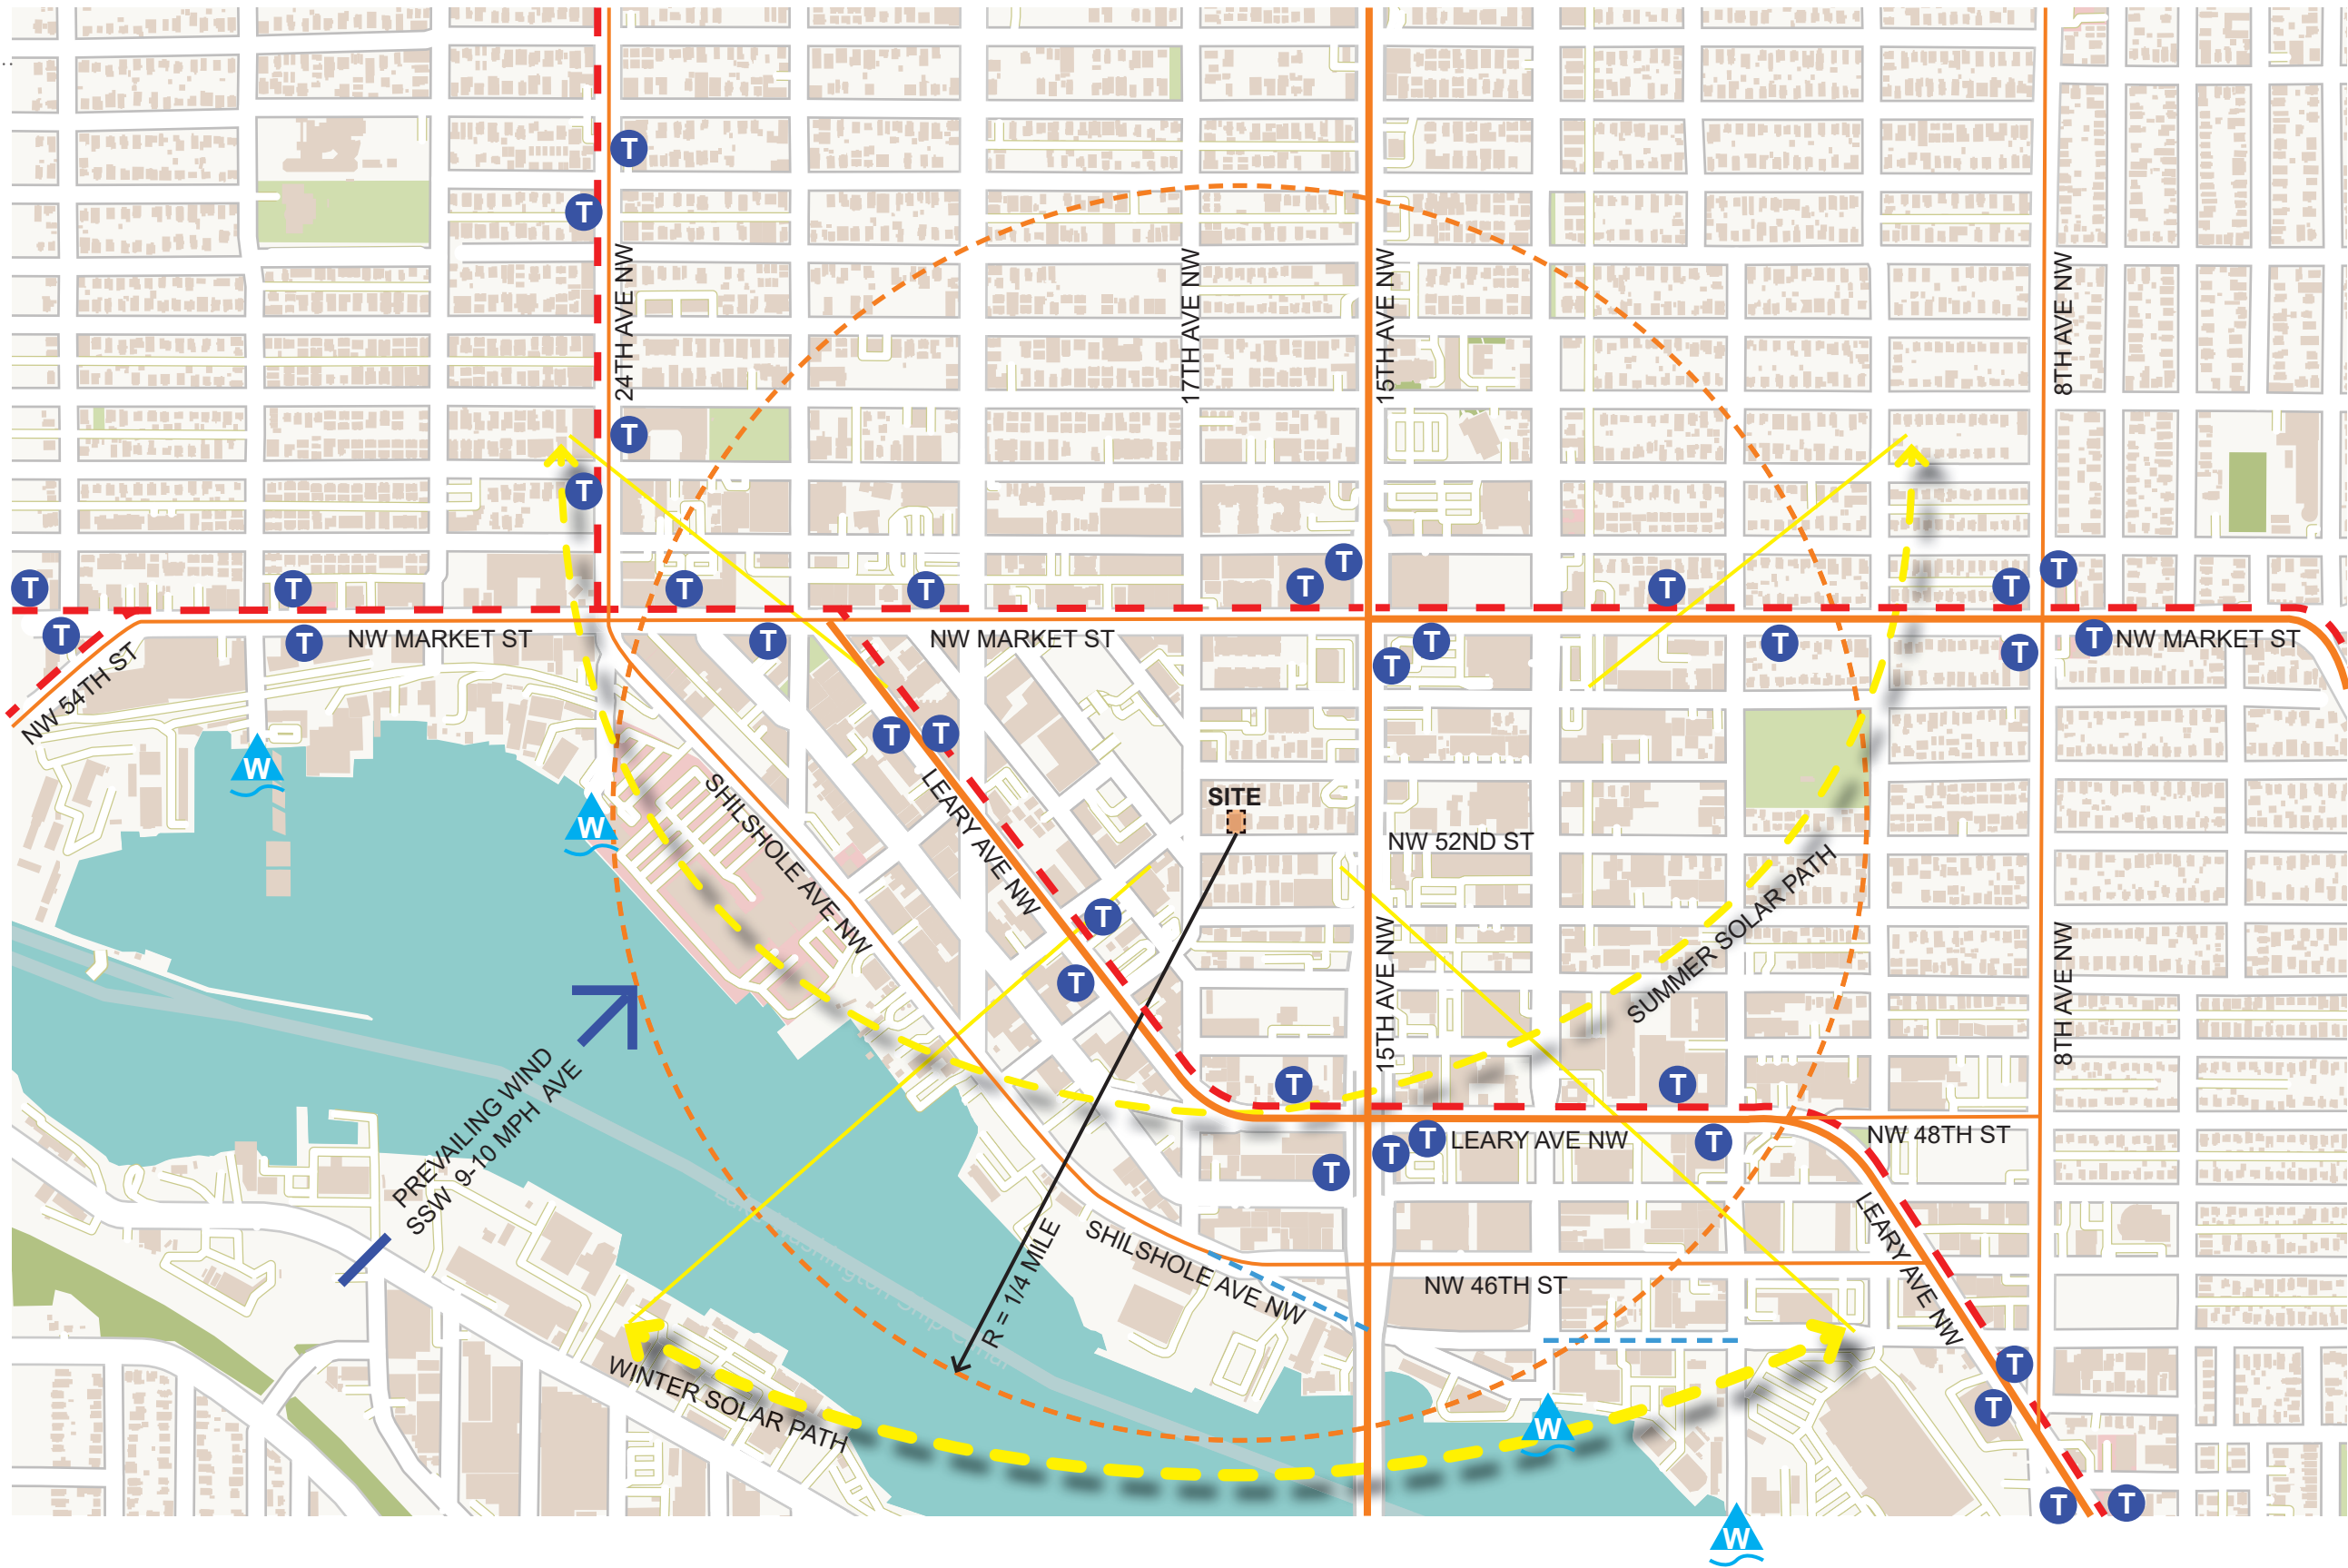 T
T
24TH AVE NW
17TH AVE NW
15TH AVE NW
8TH AVE NW
T
T
T
T
T
T
T
T
T
T
T
T
T
NW MARKET ST
T
NW MARKET ST
T
T
T
T
T
NW MARKET ST
NW 54TH ST
W
T
T
W
SHILSHOLE AVE NW
LEARY AVE NW
SITE
NW 52ND ST
T
T
15TH AVE NW
SUMMER SOLAR PATH
8TH AVE NW
PREVAILING WIND
SSW 9-10 MPH AVE
T
T
T
T
T
LEARY AVE NW
T
NW 48TH ST
R = 1/4 MILE
SHILSHOLE AVE NW
NW 46TH ST
LEARY AVE NW
WINTER SOLAR PATH
T
T
W
T
T
W